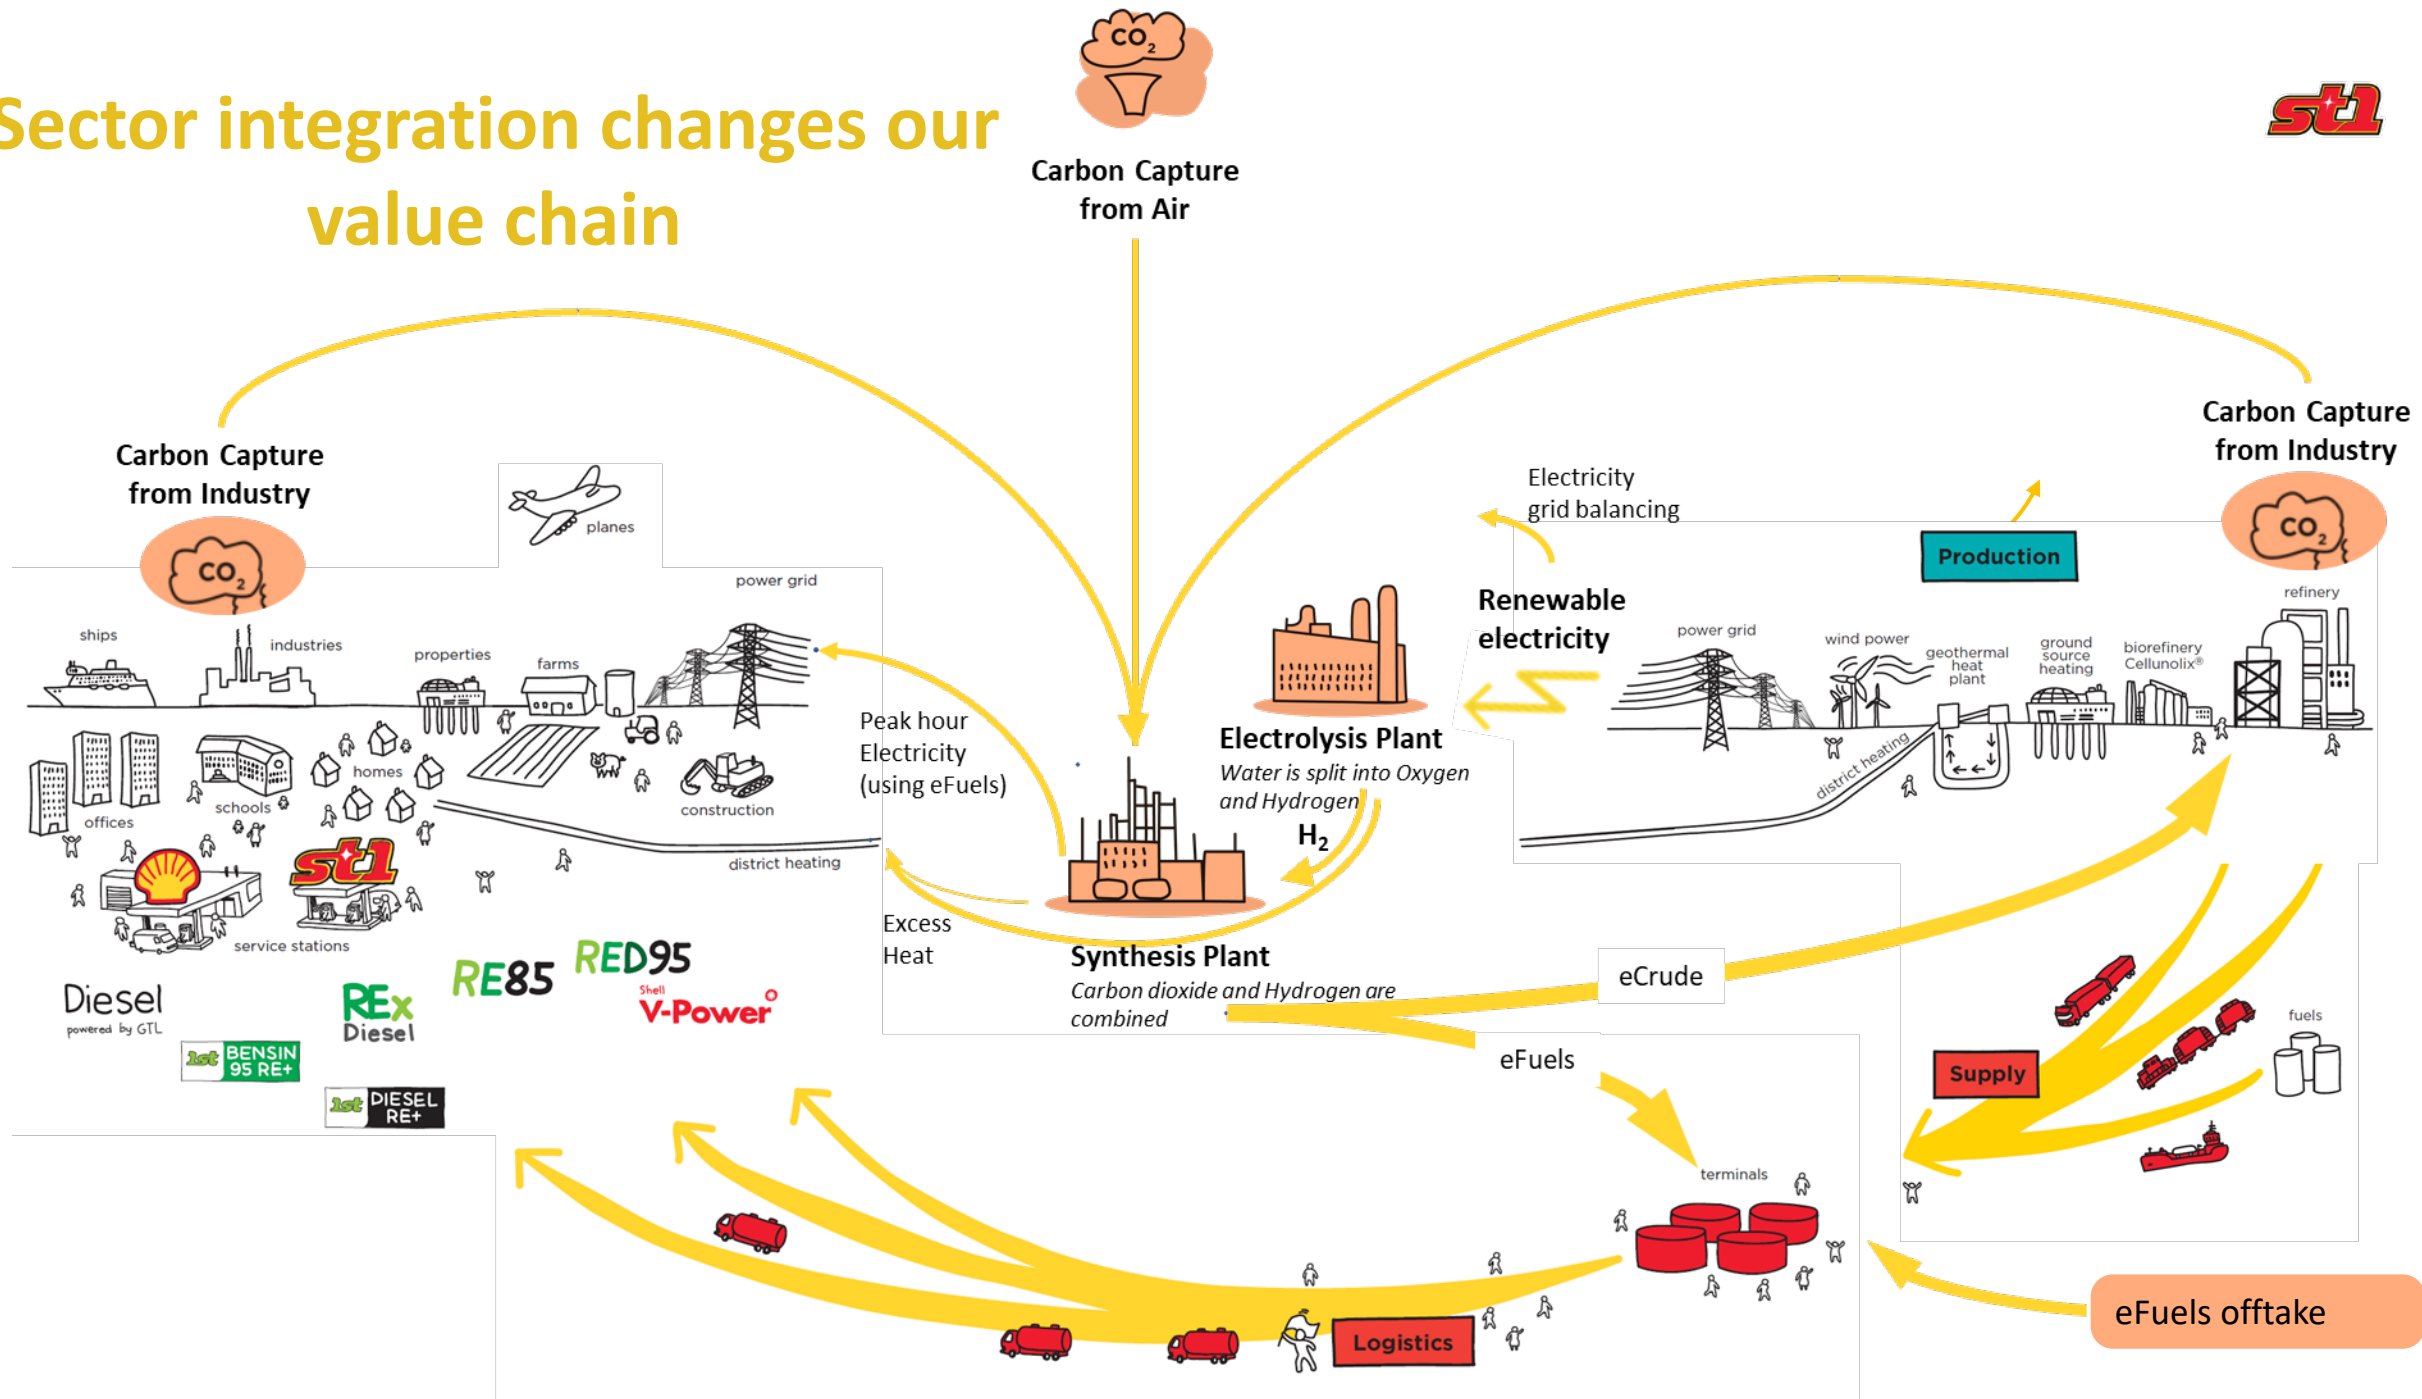 Sector integration changes our
value chain
CO2
Carbon Capture
from Air
st1
Carbon Capture
from Industry
CO2
planes
power grid
ships
industries
properties
farms
homes
schools
offices
construction
district heating
st1
service stations
Diesel
powered by GTL
REx
Diesel
RE85
RED95
Shell
V-Power
1st BENSIN
95 RE+
1st DIESEL
RE+
Peak hour
Electricity
(using eFuels)
Excess
Heat
Electrolysis Plant
Water is split into Oxygen
and Hydrogen
H2
Synthesis Plant
Carbon dioxide and Hydrogen are
combined
Electricity
grid balancing
Renewable
electricity
Production
Carbon Capture
from Industry
CO2
refinery
power grid
wind power
geothermal
heat
plant
ground
source
heating
biorefinery
Cellunolix®
district heating
eCrude
eFuels
Supply
fuels
terminals
Logistics
eFuels offtake